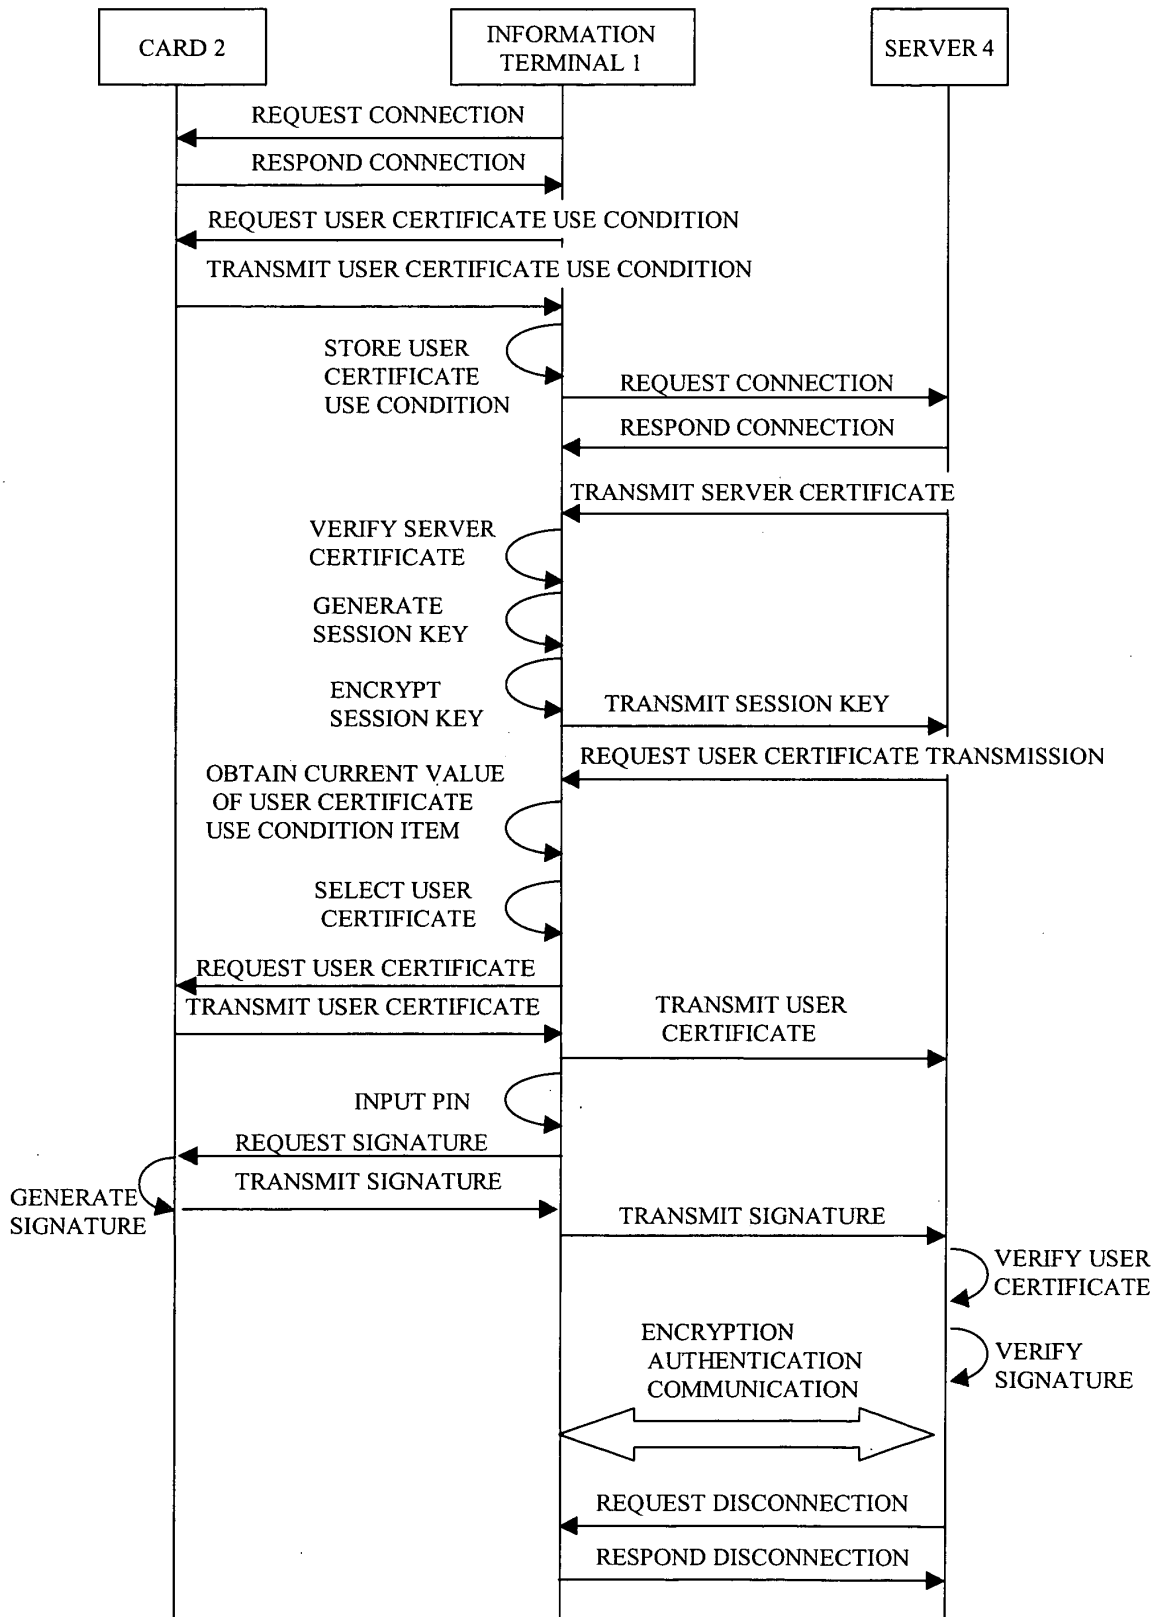 CARD 2
INFORMATION
TERMINAL 1
SERVER 4
REQUEST CONNECTION
RESPOND CONNECTION
REQUEST USER CERTIFICATE USE CONDITION
TRANSMIT USER CERTIFICATE USE CONDITION
STORE USER
CERTIFICATE
USE CONDITION
REQUEST CONNECTION
RESPOND CONNECTION
TRANSMIT SERVER CERTIFICATE
VERIFY SERVER
CERTIFICATE
GENERATE
SESSION KEY
ENCRYPT
SESSION KEY
TRANSMIT SESSION KEY
REQUEST USER CERTIFICATE TRANSMISSION
OBTAIN CURRENT VALUE
OF USER CERTIFICATE
USE CONDITION ITEM
SELECT USER
CERTIFICATE
REQUEST USER CERTIFICATE
TRANSMIT USER CERTIFICATE
TRANSMIT USER
CERTIFICATE
INPUT PIN
REQUEST SIGNATURE
GENERATE
SIGNATURE
TRANSMIT SIGNATURE
TRANSMIT SIGNATURE
VERIFY USER
CERTIFICATE
ENCRYPTION
AUTHENTICATION
COMMUNICATION
VERIFY
SIGNATURE
REQUEST DISCONNECTION
RESPOND DISCONNECTION